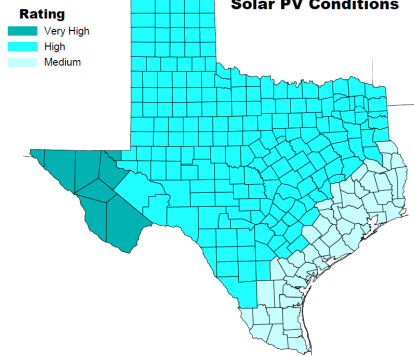 Solar PV Conditions
Rating
Very High
High
Medium